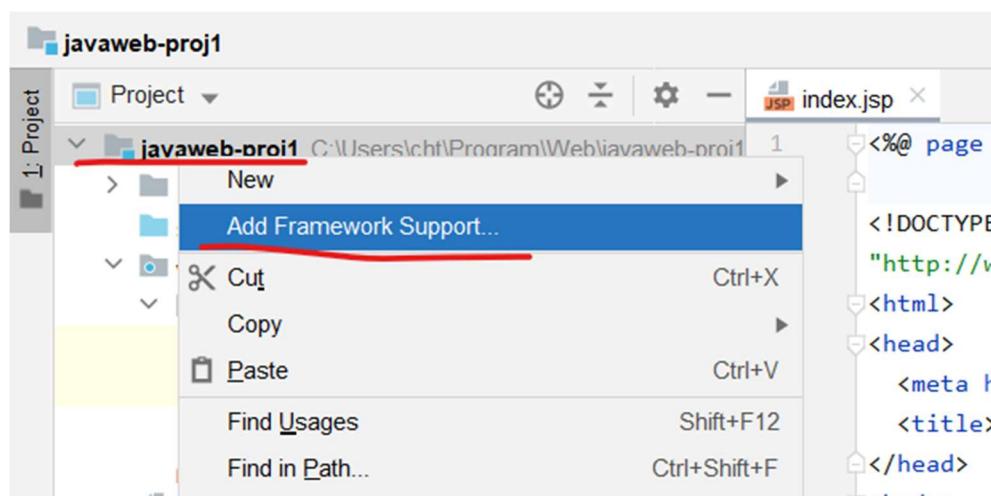 javaweb-proj1
1: Project
Project
index.jsp
javaweb-proj1 C:\Users\cht\Program\Web\javaweb-proj1
1
<%@ page
New
Add Framework Support...
<!DOCTYPE
Cut Ctrl+X
"http://w
<html>
Copy
<head>
Paste Ctrl+V
<meta
Find Usages Shift+F12
<title>
Find in Path... Ctrl+Shift+F
</head>